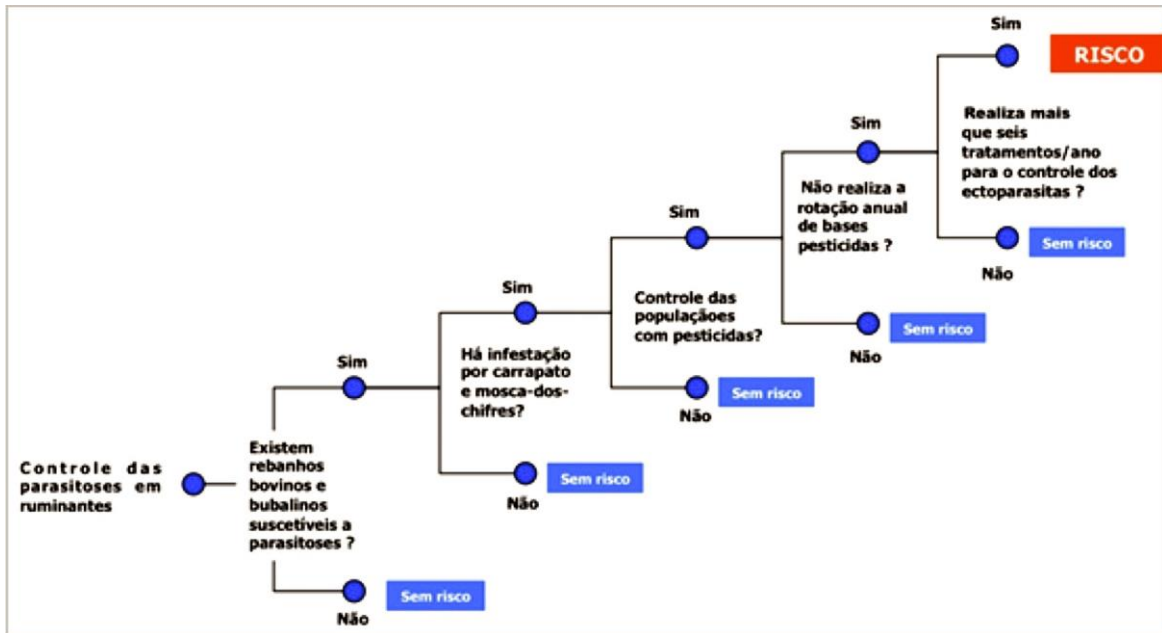 Controle das
parasitoses em
ruminantes
Existem
rebanhos
bovinos e
bubalinos
suscetíveis a
parasitoses ?
Sim
Não
Sem risco
Há infestação
por carrapato
e mosca-dos-
chifres?
Sim
Não
Sem risco
Controle das
populaçãoes
com pesticidas?
Sim
Não
Sem risco
Não realiza a
rotação anual
de bases
pesticidas ?
Sim
Não
Sem risco
Realiza mais
que seis
tratamentos/ano
para o controle dos
ectoparasitas ?
Sim
RISCO
Não
Sem risco